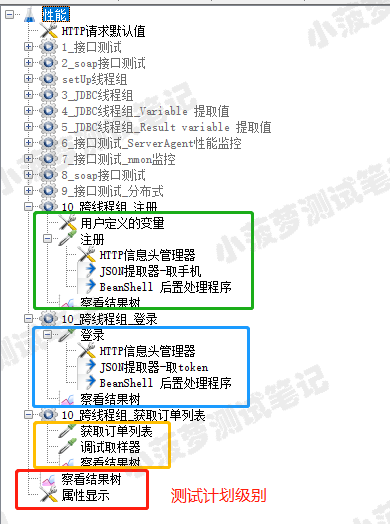 性能
HTTP请求默认值
1_接口测试
2_soap接口测试
setUp线程组
3_JDBC线程组
4_JDBC线程组_Variable 提取值
5_JDBC线程组_Result variable 提取值
6_接口测试_ServerAgent性能监控
7_接口测试_nmon监控
8_soap接口测试
9_接口测试_分布式
10_跨线程组_注册
用户定义的变量
注册
HTTP信息头管理器
JSON提取器-取手机
BeanShell 后置处理程序
察看结果树
10_跨线程组_登录
登录
HTTP信息头管理器
JSON提取器-取token
BeanShell 后置处理程序
察看结果树
10_跨线程组_获取订单列表
获取订单列表
调试取样器
察看结果树
察看结果树
属性显示
测试计划级别
小菠萝测试笔记
小菠萝测试笔记
小菠萝测试笔记